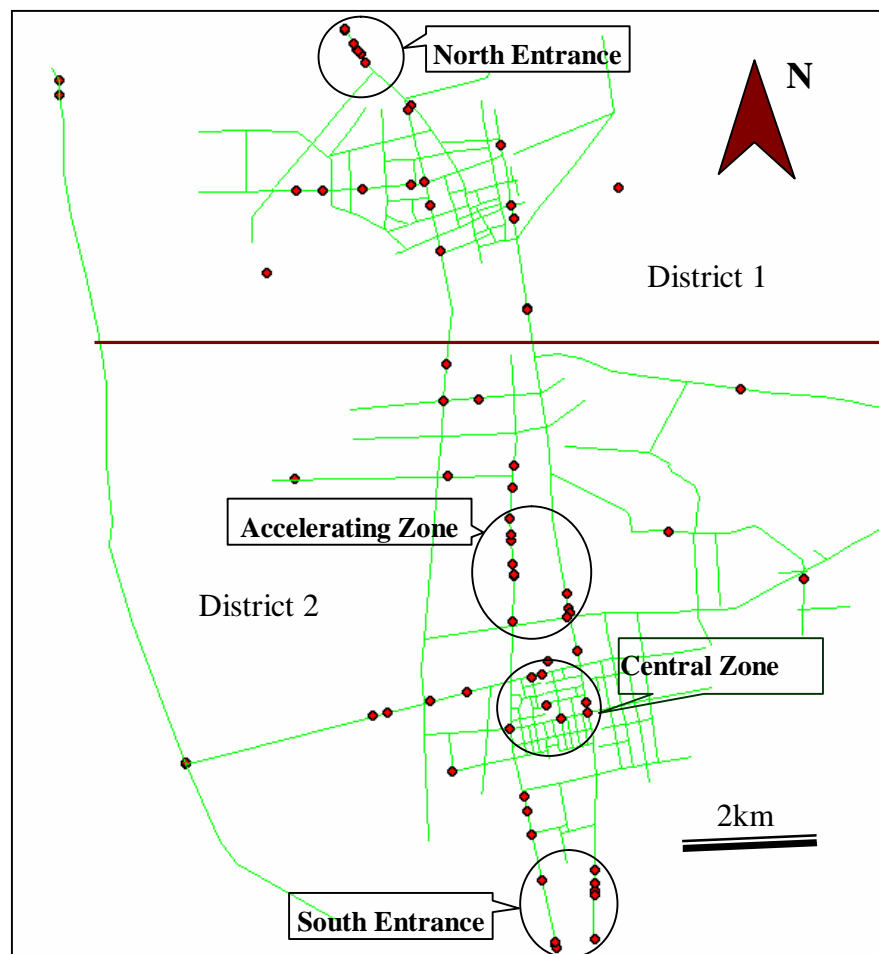 North Entrance
N
District 1
Accelerating Zone
District 2
Central Zone
2km
South Entrance